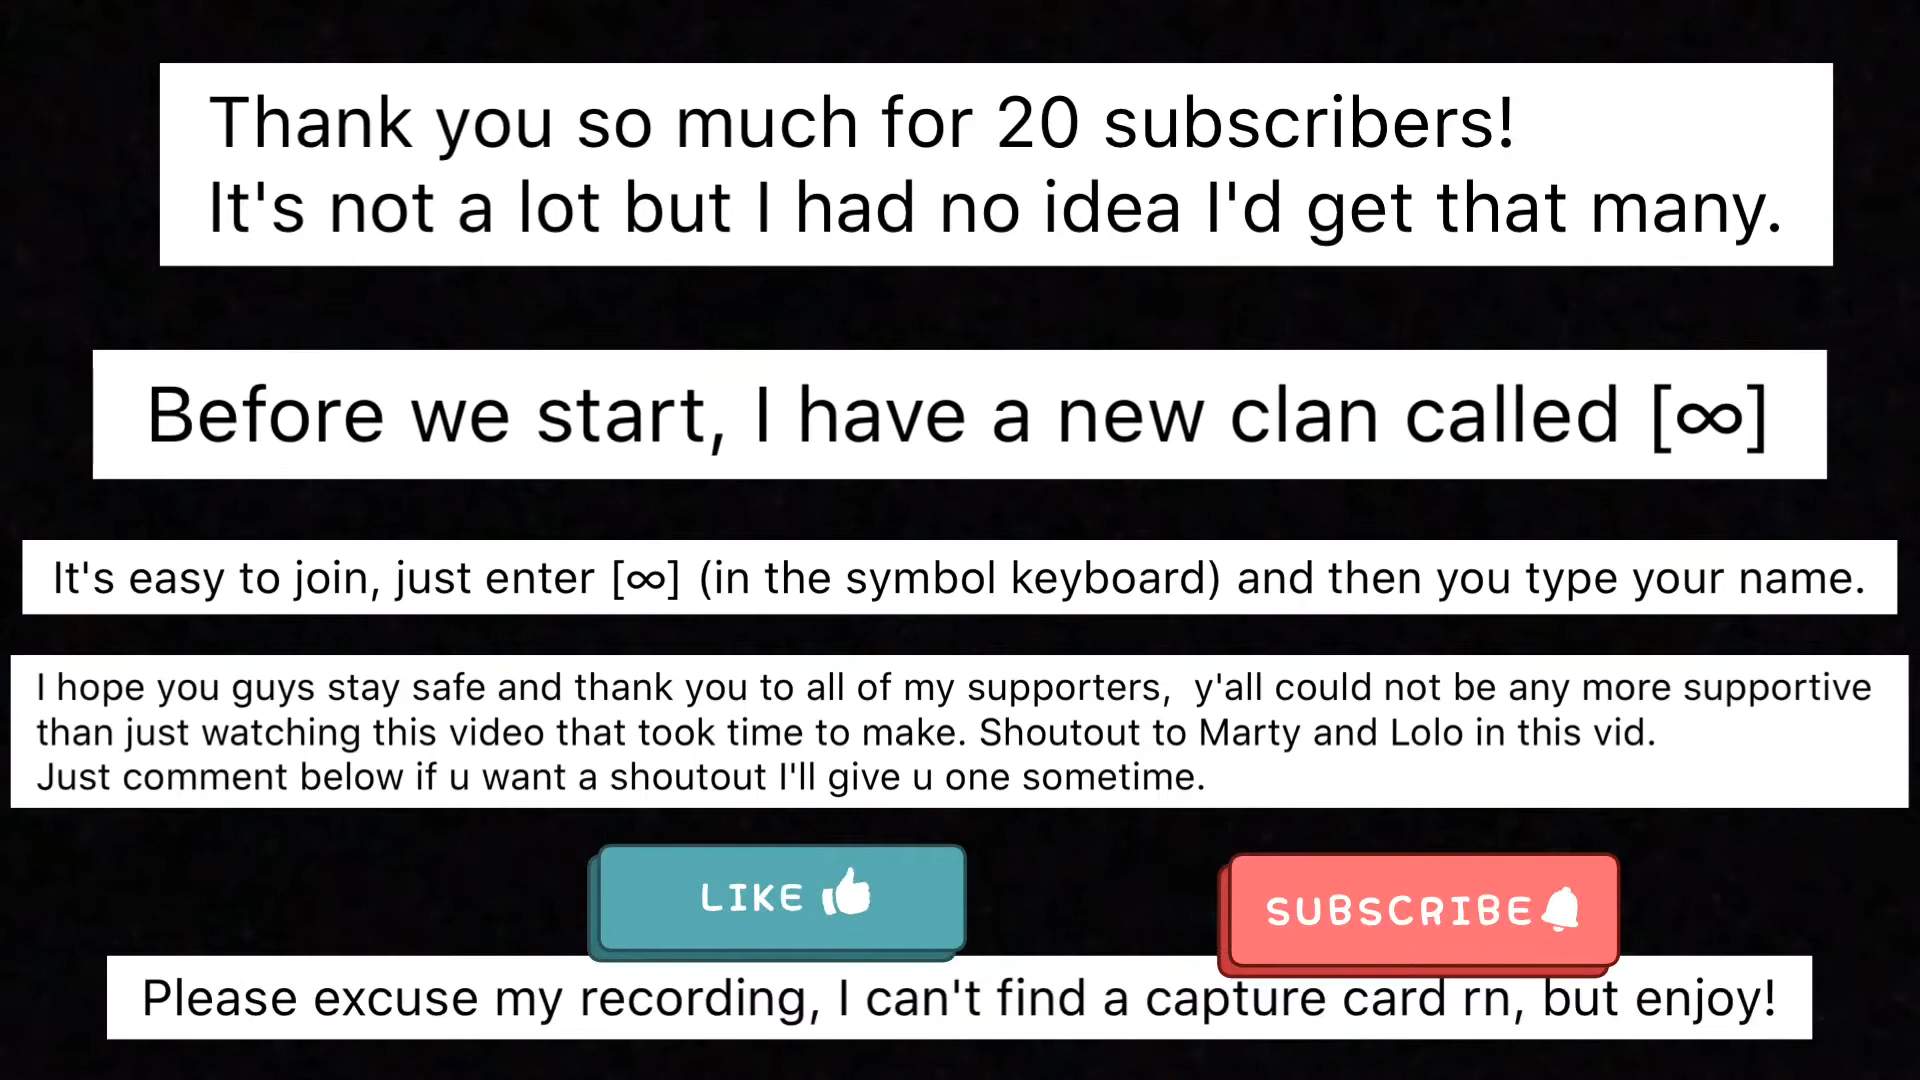 Thank you so much for 20 subscribers!
It's not a lot but I had no idea I'd get that many.
Before we start, I have a new clan called [∞]
It's easy to join, just enter [∞] (in the symbol keyboard) and then you type your name.
I hope you guys stay safe and thank you to all of my supporters,  y'all could not be any more supportive
than just watching this video that took time to make. Shoutout to Marty and Lolo in this vid.
Just comment below if u want a shoutout I'll give u one sometime.
LIKE
SUBSCRIBE
Please excuse my recording, I can't find a capture card rn, but enjoy!